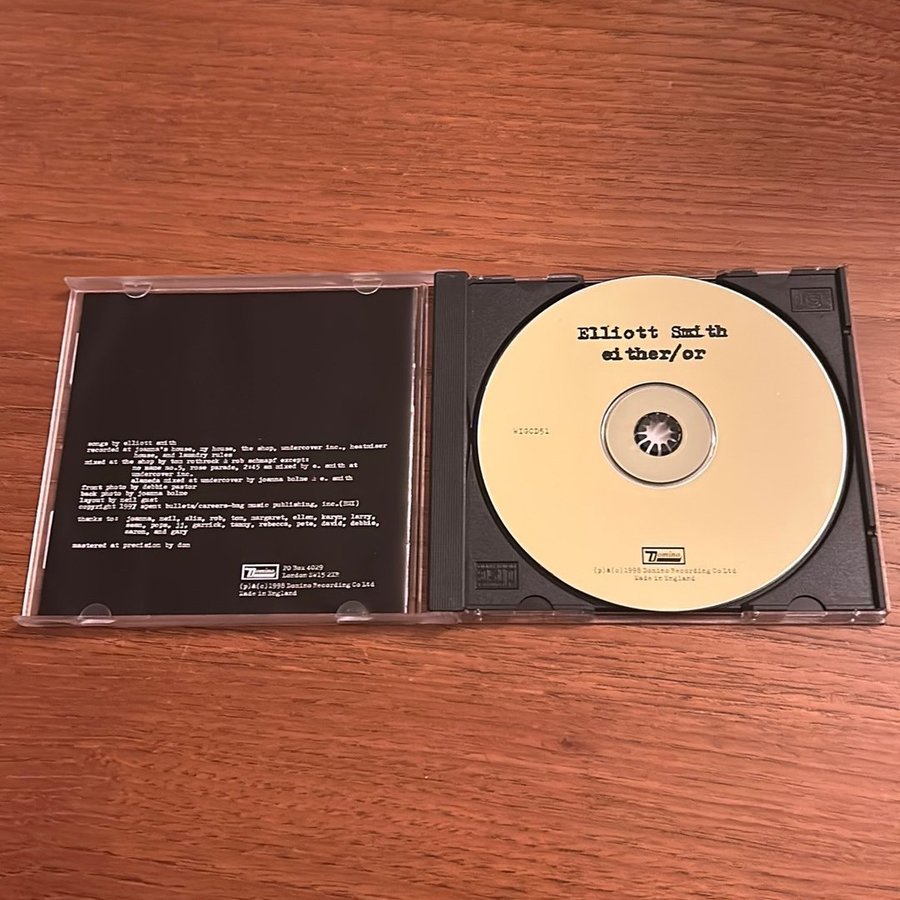 songs by elliott smith
recorded at joanna's house, my house, the shop, undercover inc., heatmiser
house, and laundry rules
mixed at the shop by tom rothrock & rob schnapf except:
no name no.5, rose parade, 2:45 am mixed by e. smith at
undercover inc.
alameda mixed at undercover by joanna bolme & e. smith
front photo by debbie pastor
back photo by joanna bolme
layout by neil gust
copyright 1997 spent bullets/careers-bmg music publishing, inc.(BMI)
thanks to: joanna, neil, slim, rob, tom, margaret, ellen, karyn, larry,
sean, pops, jj, garrick, tammy, rebecca, pete, david, debbie,
aaron, and gary
mastered at precision by don
Domino
PO Box 4029
London SW15 2XR
(p)&(c)1998 Domino Recording Co Ltd
Made in England
Elliott Smith
either/or
WIGCD51
Domino
(p)&(c)1998 Domino Recording Co Ltd
Made in England